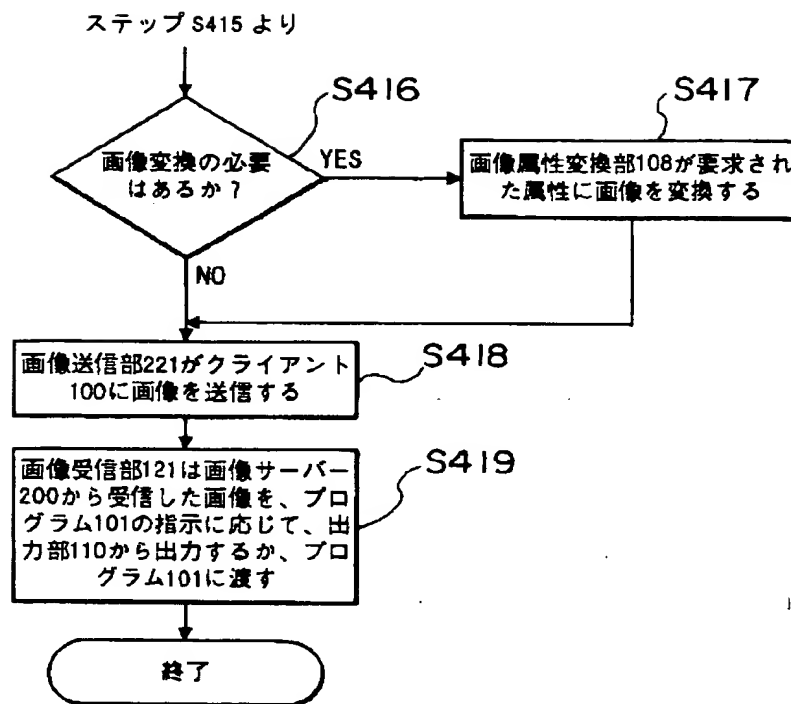 ステップ S415 より
S416
画像変換の必要
はあるか?
YES
NO
S417
画像属性変換部108が要求され
た属性に画像を変換する
S418
画像送信部221がクライアント
100に画像を送信する
S419
画像受信部121は画像サーバー
200から受信した画像を、プロ
グラム101の指示に応じて、出
力部110から出力するか、プロ
グラム101に渡す
終了